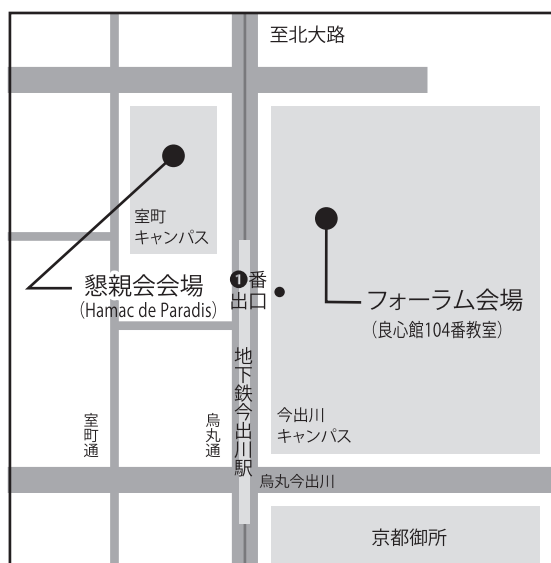 至北大路
室町
キャンパス
懇親会会場
(Hamac de Paradis)
❶番
出口
フォーラム会場
(良心館104番教室)
地下鉄今出川駅
室町通
烏丸通
今出川
キャンパス
烏丸今出川
京都御所